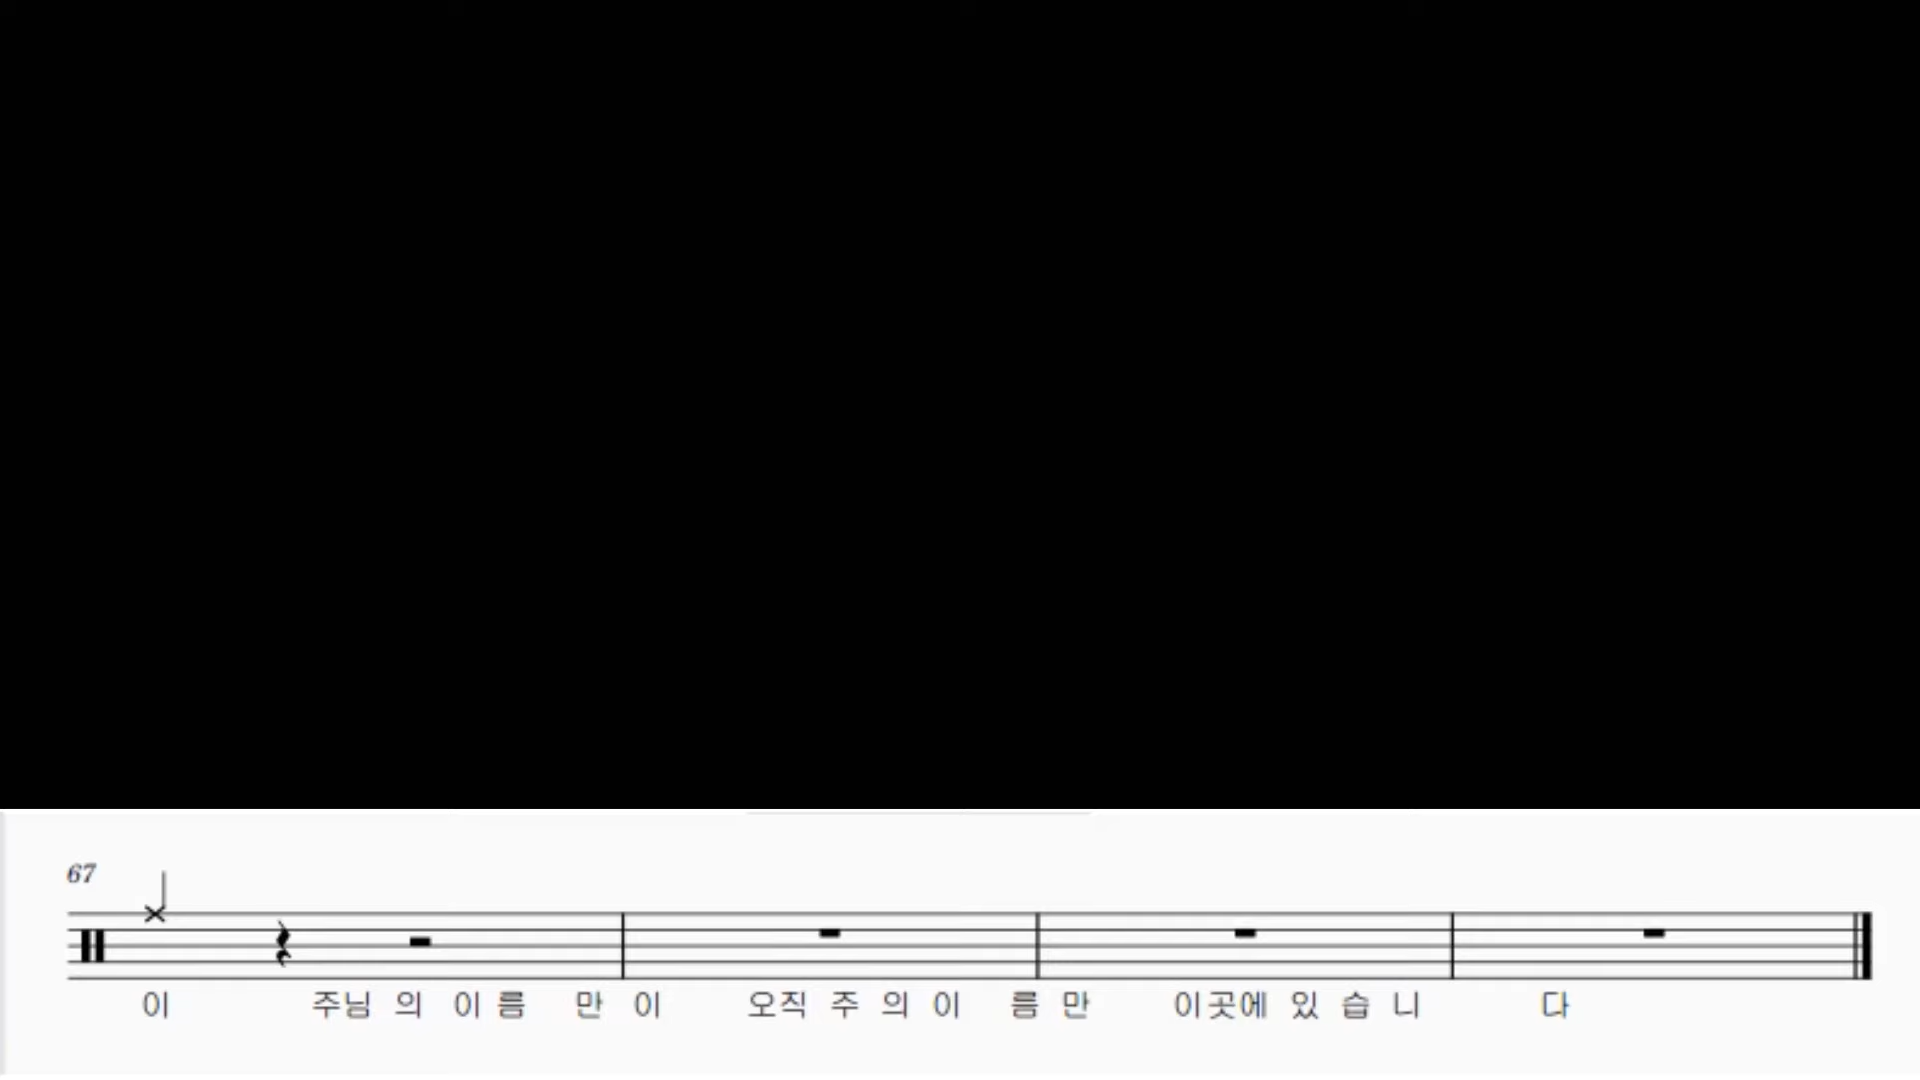 67
이 주님 의 이 름 만 이 오직 주 의 이 름 만 이곳에 있 습 니 다